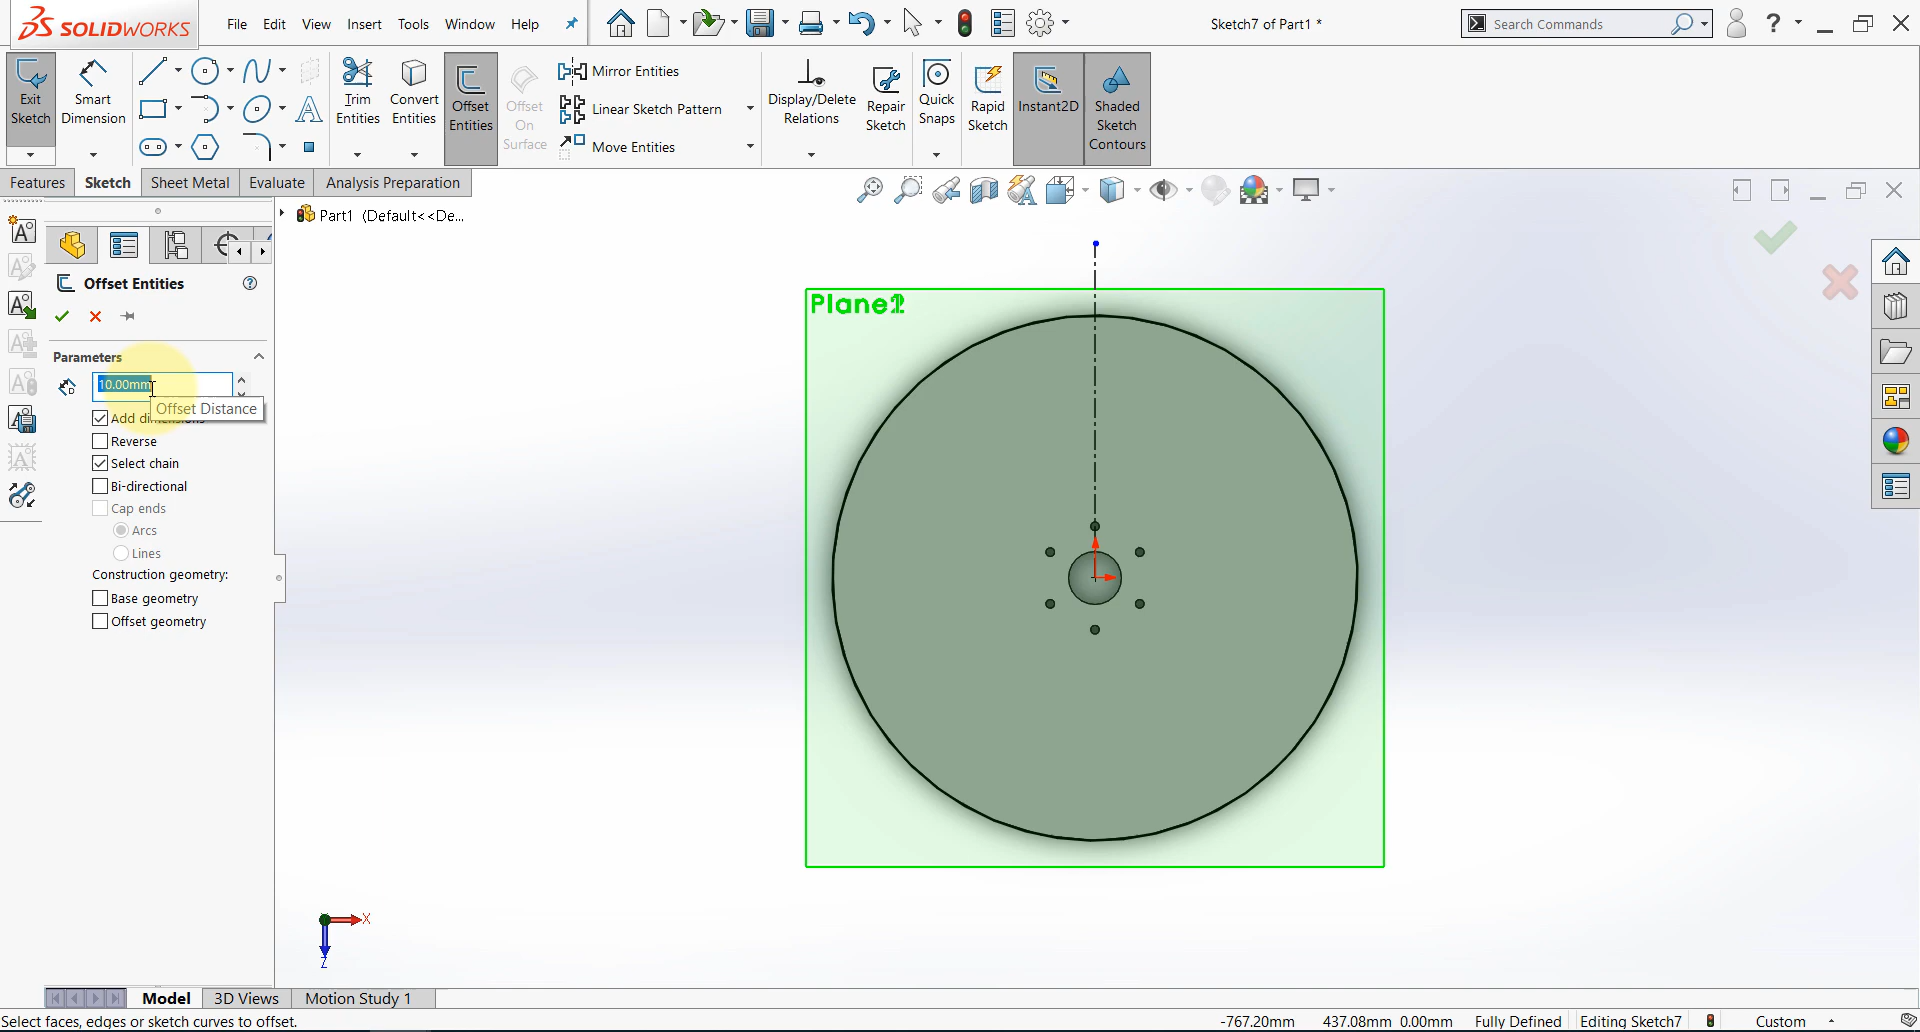 SOLIDWORKS
File Edit View Insert Tools Window Help
Sketch7 of Part1 *
Search Commands
?
Exit Sketch
Smart Dimension
Trim Entities
Convert Entities
Offset Entities
Offset On Surface
Mirror Entities
Linear Sketch Pattern
Move Entities
Display/Delete Relations
Repair Sketch
Quick Snaps
Rapid Sketch
Instant2D
Shaded Sketch Contours
Features Sketch Sheet Metal Evaluate Analysis Preparation
Part1 (Default<<De...
Offset Entities
Parameters
10.00mm
Offset Distance
Reverse
Select chain
Bi-directional
Cap ends
Arcs
Lines
Construction geometry:
Base geometry
Offset geometry
X
Z
Model 3D Views Motion Study 1
Select faces, edges or sketch curves to offset.
-767.20mm 437.08mm 0.00mm Fully Defined Editing Sketch7 Custom